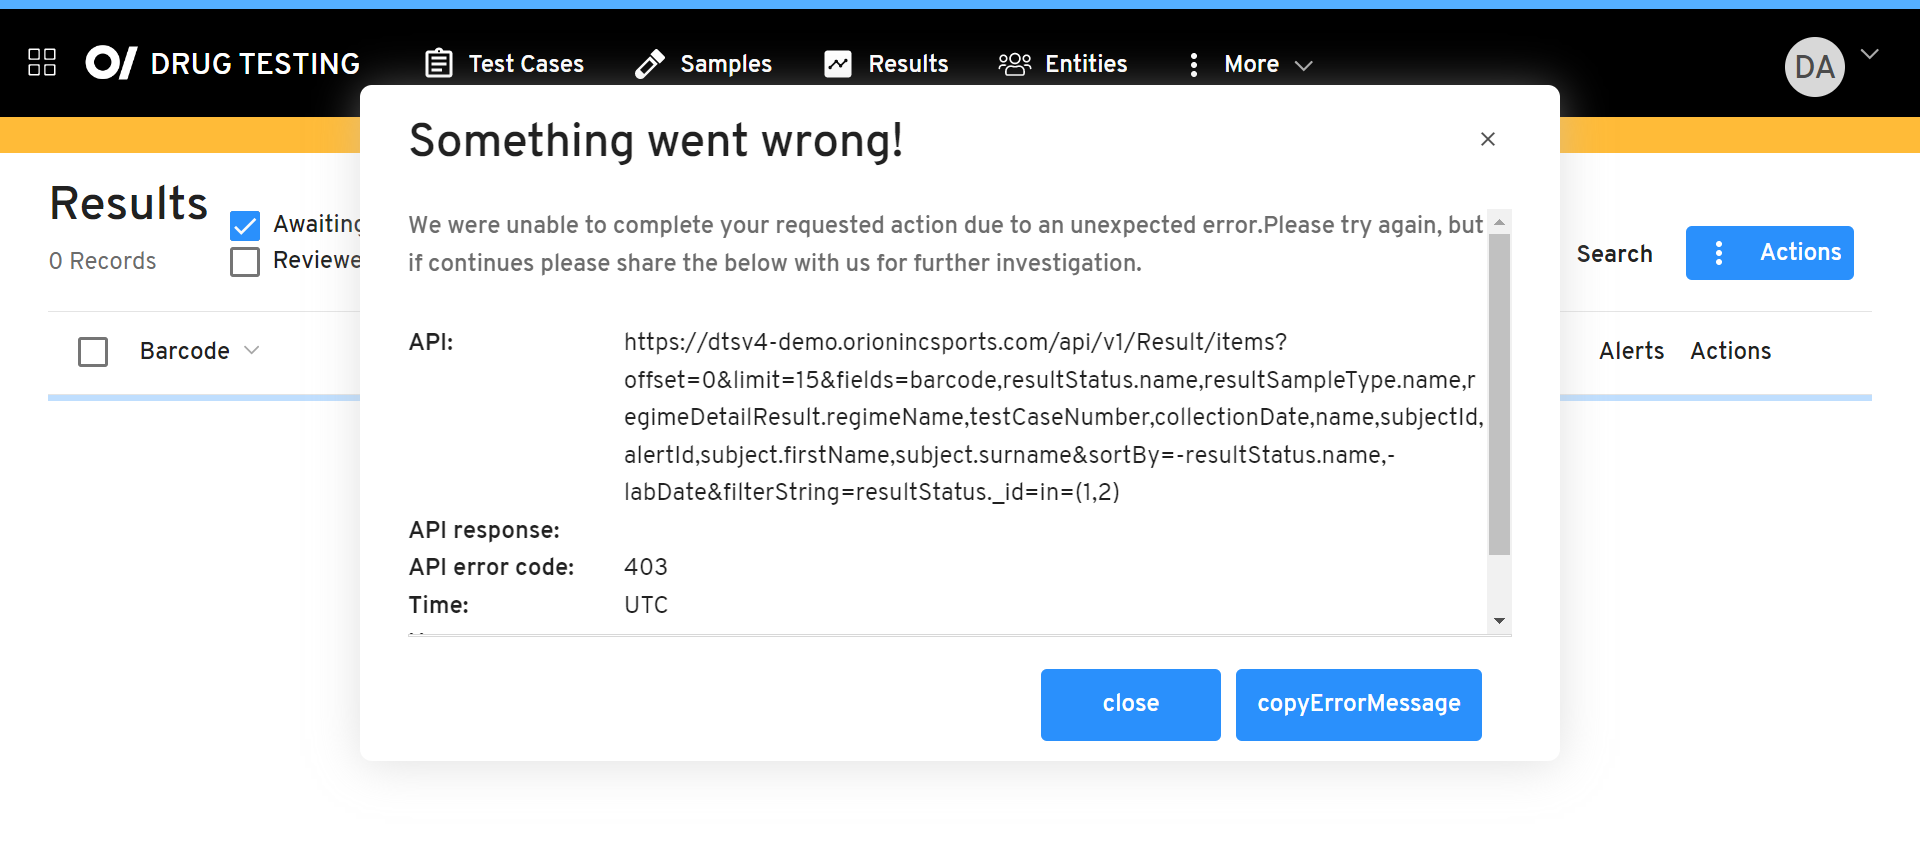 DRUG TESTING
Test Cases
Samples
Results
Entities
More
DA
Something went wrong!
Results
0 Records
Awaiting
Reviewe
We were unable to complete your requested action due to an unexpected error.Please try again, but
if continues please share the below with us for further investigation.
Search
Actions
Barcode
Alerts
Actions
API:
https://dtsv4-demo.orionincsports.com/api/v1/Result/items?
offset=0&limit=15&fields=barcode,resultStatus.name,resultSampleType.name,r
egimeDetailResult.regimeName,testCaseNumber,collectionDate,name,subjectId,
alertId,subject.firstName,subject.surname&sortBy=-resultStatus.name,-
labDate&filterString=resultStatus._id=in=(1,2)
API response:
API error code:
403
Time:
UTC
close
copyErrorMessage